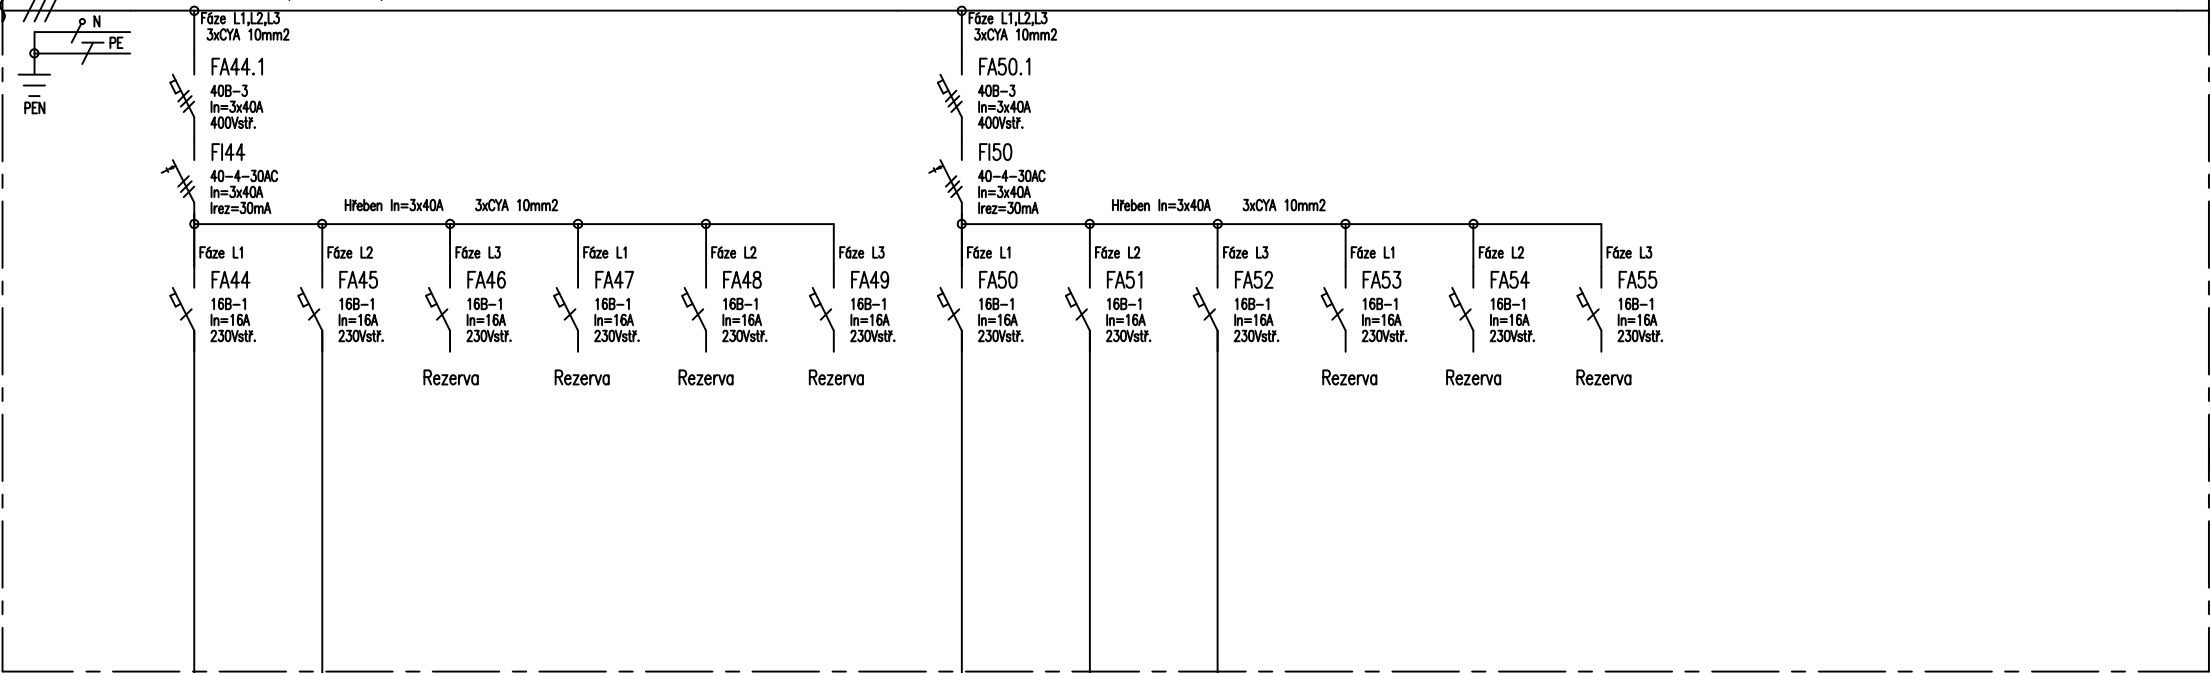 N
PE
PEN
Fáze L1,L2,L3
3xCYA 10mm2
FA44.1
40B-3
In=3x40A
400Vstř.
FI44
40-4-30AC
In=3x40A
Irez=30mA
Hřeben In=3x40A 3xCYA 10mm2
Fáze L1
FA44
16B-1
In=16A
230Vstř.
Fáze L2
FA45
16B-1
In=16A
230Vstř.
Fáze L3
FA46
16B-1
In=16A
230Vstř.
Rezerva
Fáze L1
FA47
16B-1
In=16A
230Vstř.
Rezerva
Fáze L2
FA48
16B-1
In=16A
230Vstř.
Rezerva
Fáze L3
FA49
16B-1
In=16A
230Vstř.
Rezerva
Fáze L1,L2,L3
3xCYA 10mm2
FA50.1
40B-3
In=3x40A
400Vstř.
FI50
40-4-30AC
In=3x40A
Irez=30mA
Hřeben In=3x40A 3xCYA 10mm2
Fáze L1
FA50
16B-1
In=16A
230Vstř.
Fáze L2
FA51
16B-1
In=16A
230Vstř.
Fáze L3
FA52
16B-1
In=16A
230Vstř.
Fáze L1
FA53
16B-1
In=16A
230Vstř.
Rezerva
Fáze L2
FA54
16B-1
In=16A
230Vstř.
Rezerva
Fáze L3
FA55
16B-1
In=16A
230Vstř.
Rezerva